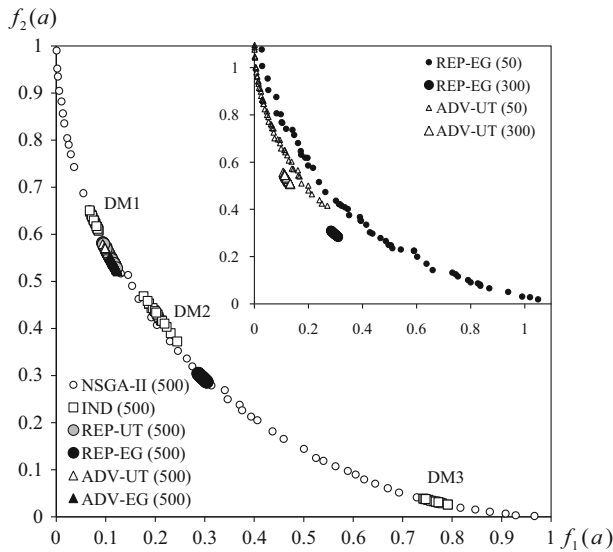 f₂(a)
1
0.9
0.8
0.7
0.6
0.5
0.4
0.3
0.2
0.1
0
0 0.1 0.2 0.3 0.4 0.5 0.6 0.7 0.8 0.9 1
f₁(a)
DM1
DM2
DM3
NSGA-II (500)
IND (500)
REP-UT (500)
REP-EG (500)
ADV-UT (500)
ADV-EG (500)
1
0.8
0.6
0.4
0.2
0
0 0.2 0.4 0.6 0.8 1
REP-EG (50)
REP-EG (300)
ADV-UT (50)
ADV-UT (300)